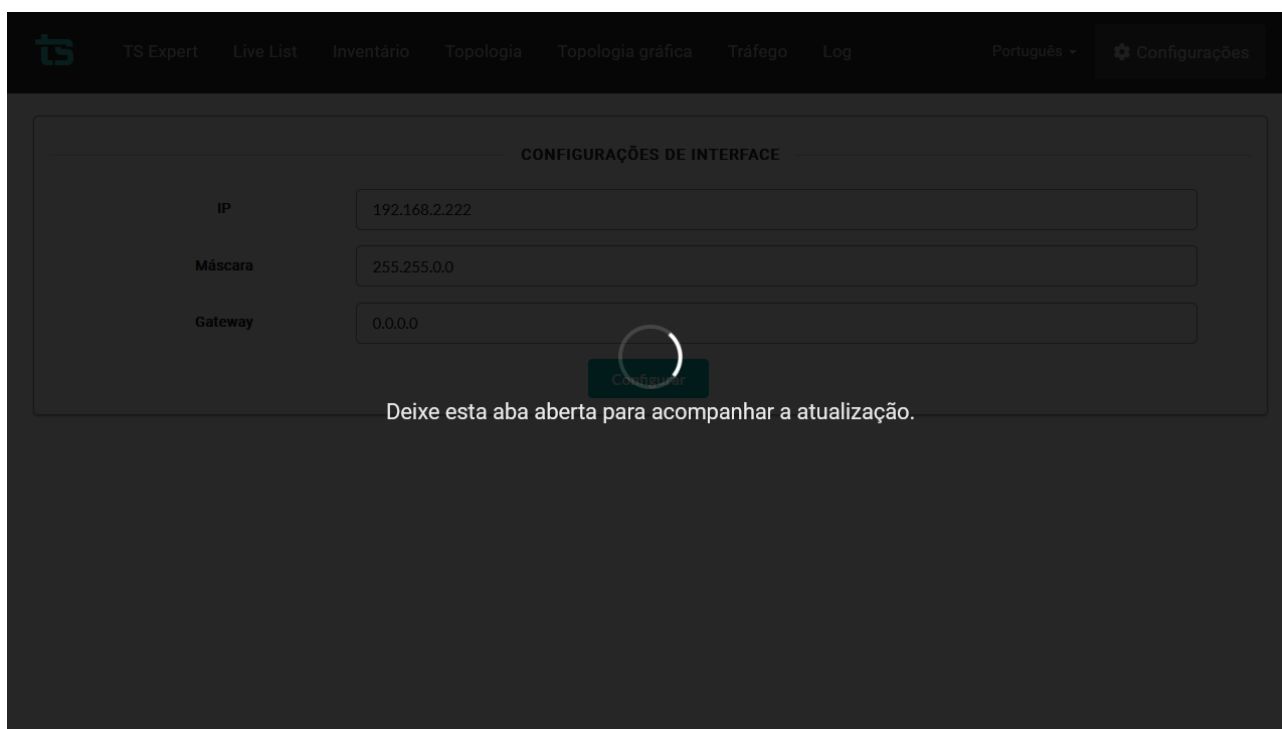 ts TS Expert Live List Inventário Topologia Topologia gráfica Tráfego Log Português Configurações
CONFIGURAÇÕES DE INTERFACE
IP 192.168.2.222
Máscara 255.255.0.0
Gateway 0.0.0.0
Configurar
Deixe esta aba aberta para acompanhar a atualização.